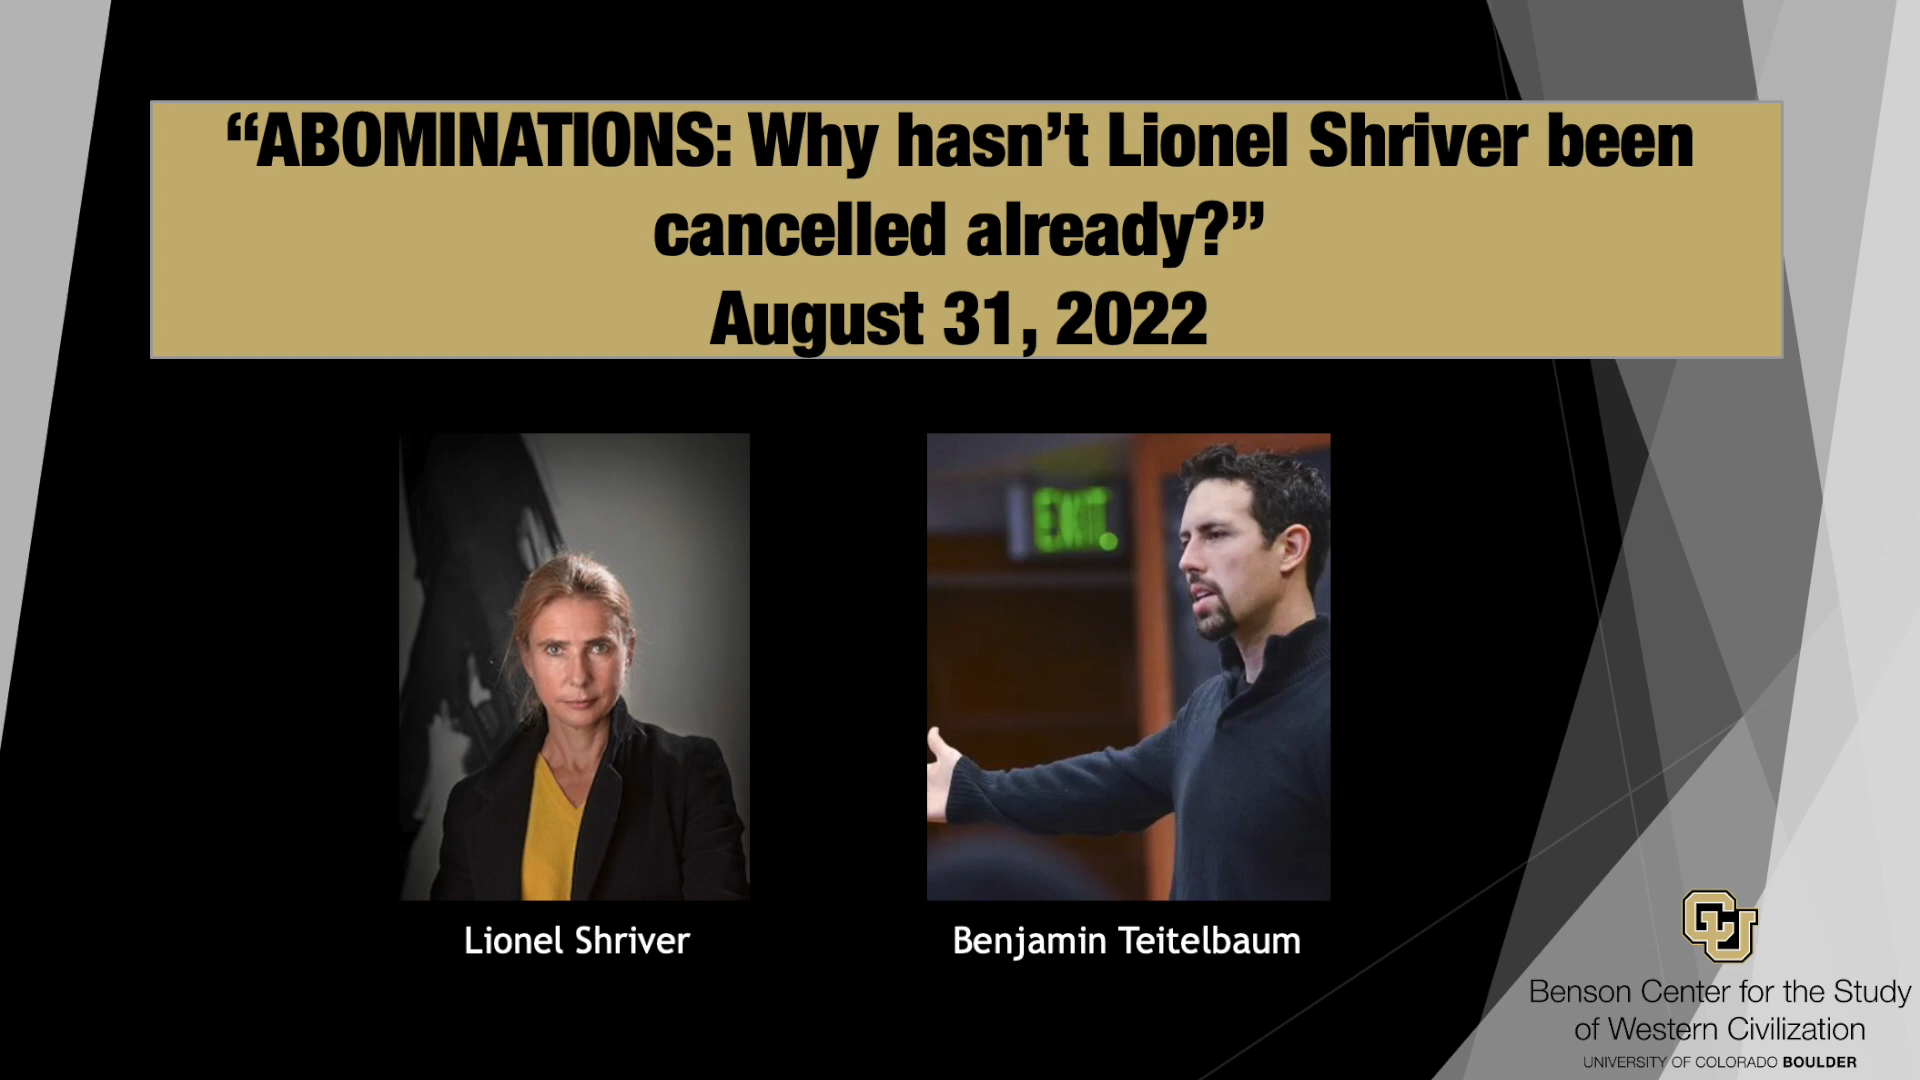 “ABOMINATIONS: Why hasn’t Lionel Shriver been
cancelled already?”
August 31, 2022
EXIT
Lionel Shriver
Benjamin Teitelbaum
CU
Benson Center for the Study
of Western Civilization
UNIVERSITY OF COLORADO BOULDER